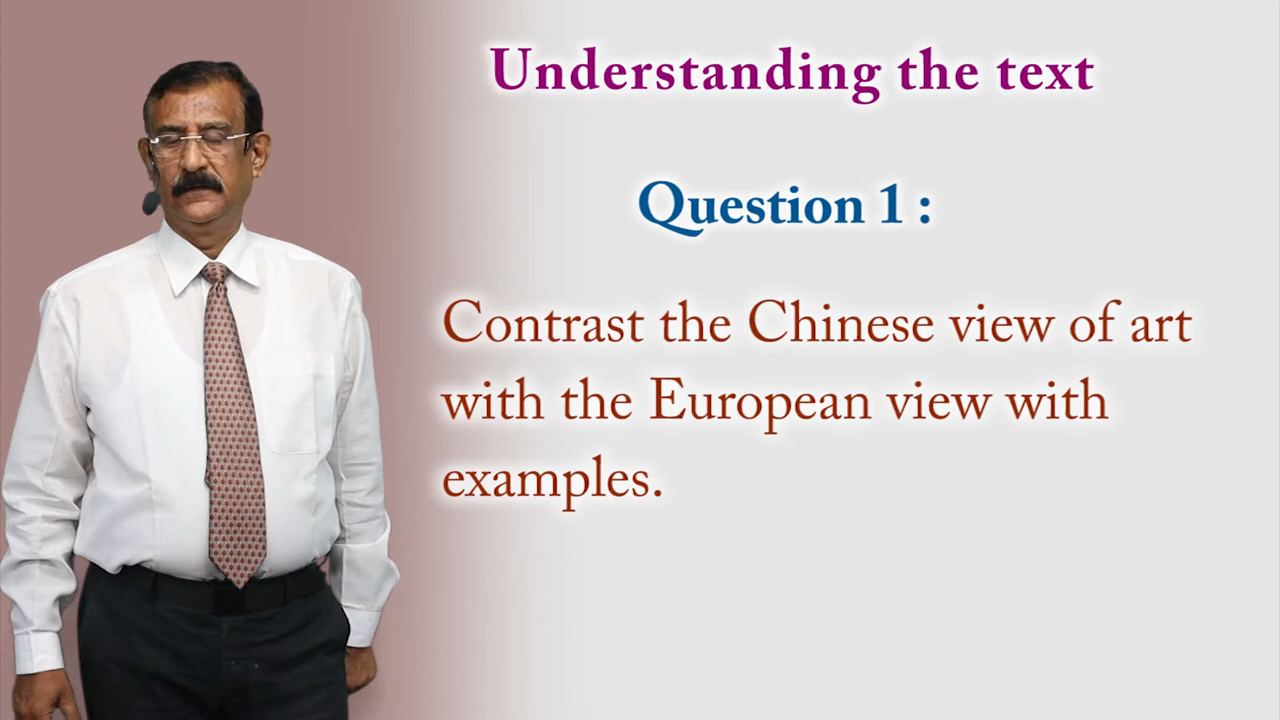 Understanding the text
Question 1 :
Contrast the Chinese view of art
with the European view with
examples.